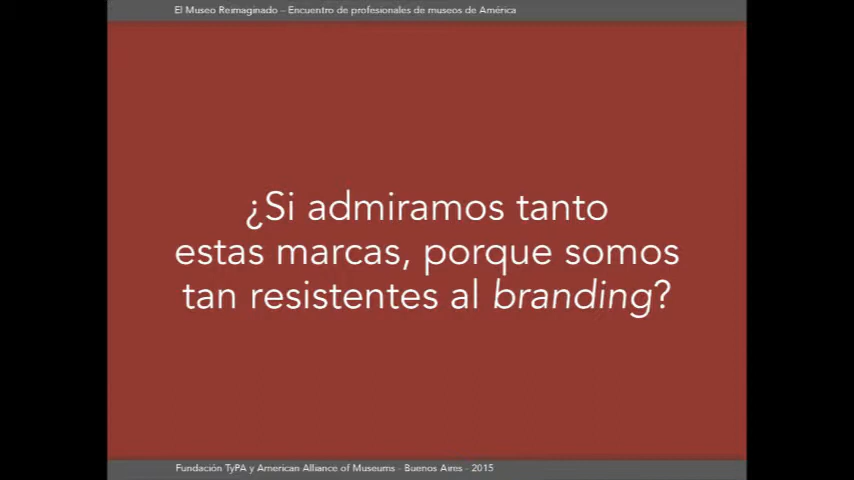 El Museo Reimaginado – Encuentro de profesionales de museos de América
¿Si admiramos tanto
estas marcas, porque somos
tan resistentes al branding?
Fundación TyPA y American Alliance of Museums - Buenos Aires - 2015